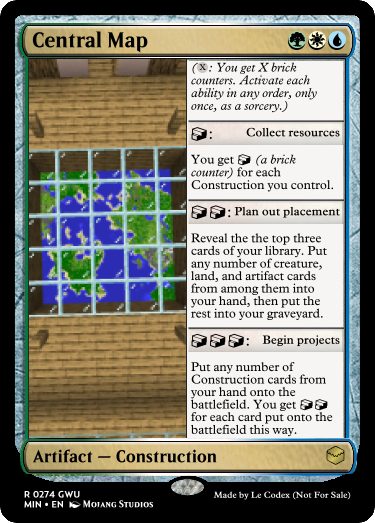 Central Map
(X: You get X brick
counters. Activate each
ability in any order, only
once, as a sorcery.)
: Collect resources
You get (a brick
counter) for each
Construction you control.
: Plan out placement
Reveal the the top three
cards of your library. Put
any number of creature,
land, and artifact cards
from among them into
your hand, then put the
rest into your graveyard.
: Begin projects
Put any number of
Construction cards from
your hand onto the
battlefield. You get
for each card put onto the
battlefield this way.
Artifact — Construction
R 0274 GWU
MIN • EN Mojang Studios
Made by Le Codex (Not For Sale)